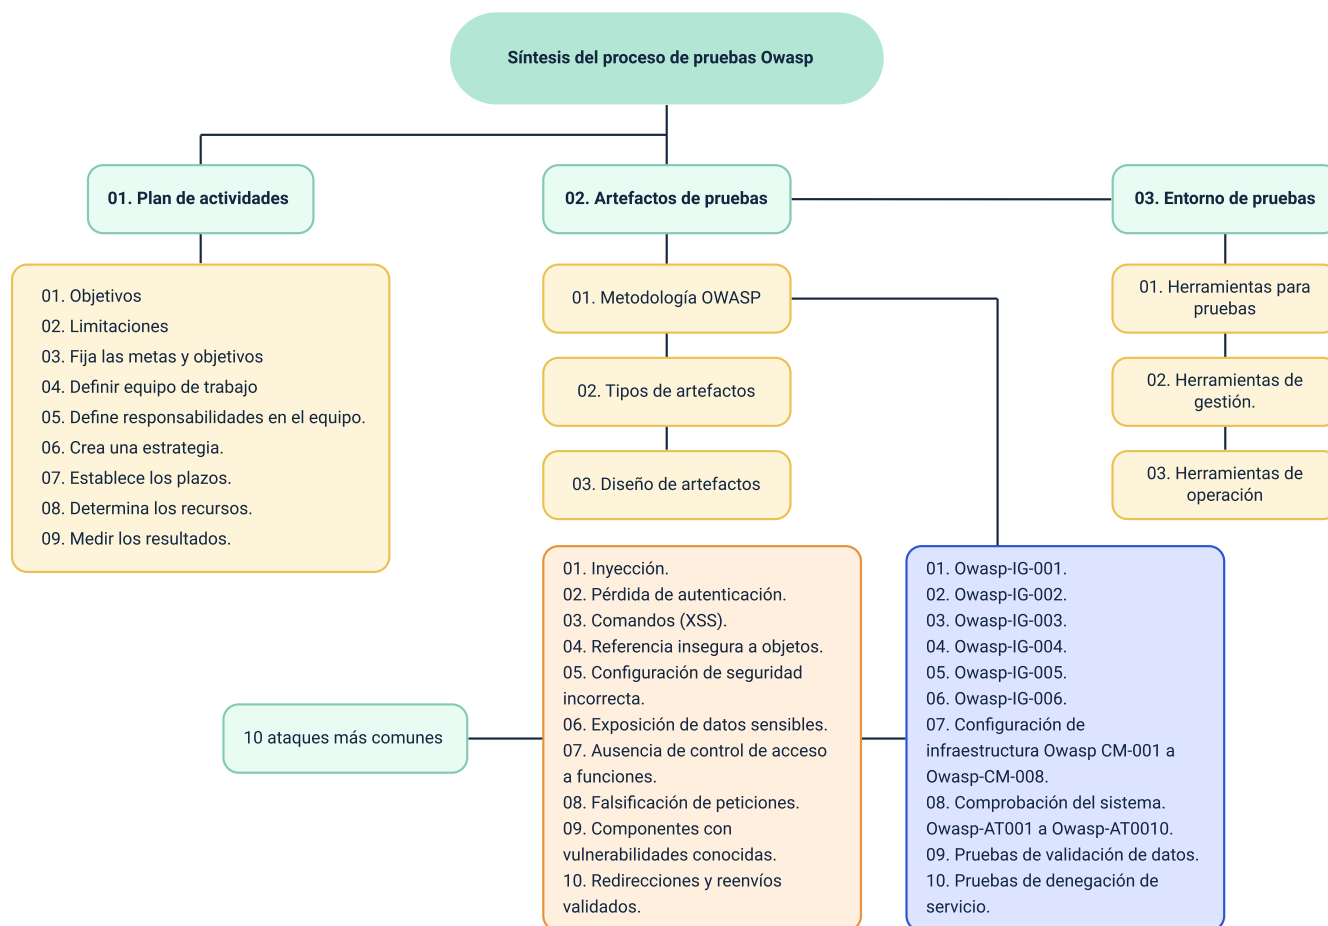 Síntesis del proceso de pruebas Owasp
01. Plan de actividades
02. Artefactos de pruebas
03. Entorno de pruebas
01. Objetivos
02. Limitaciones
03. Fija las metas y objetivos
04. Definir equipo de trabajo
05. Define responsabilidades en el equipo.
06. Crea una estrategia.
07. Establece los plazos.
08. Determina los recursos.
09. Medir los resultados.
01. Metodología OWASP
02. Tipos de artefactos
03. Diseño de artefactos
01. Herramientas para
pruebas
02. Herramientas de
gestión.
03. Herramientas de
operación
10 ataques más comunes
01. Inyección.
02. Pérdida de autenticación.
03. Comandos (XSS).
04. Referencia insegura a objetos.
05. Configuración de seguridad
incorrecta.
06. Exposición de datos sensibles.
07. Ausencia de control de acceso
a funciones.
08. Falsificación de peticiones.
09. Componentes con
vulnerabilidades conocidas.
10. Redirecciones y reenvíos
validados.
01. Owasp-IG-001.
02. Owasp-IG-002.
03. Owasp-IG-003.
04. Owasp-IG-004.
05. Owasp-IG-005.
06. Owasp-IG-006.
07. Configuración de
infraestructura Owasp CM-001 a
Owasp-CM-008.
08. Comprobación del sistema.
Owasp-AT001 a Owasp-AT0010.
09. Pruebas de validación de datos.
10. Pruebas de denegación de
servicio.